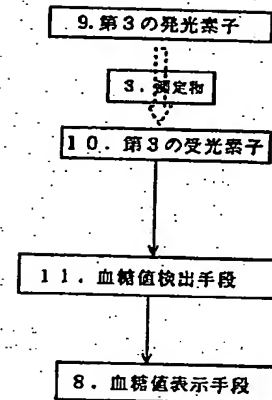 9. 第3の発光素子
3. 測定物
10. 第3の受光素子
11. 血糖値検出手段
8. 血糖値表示手段